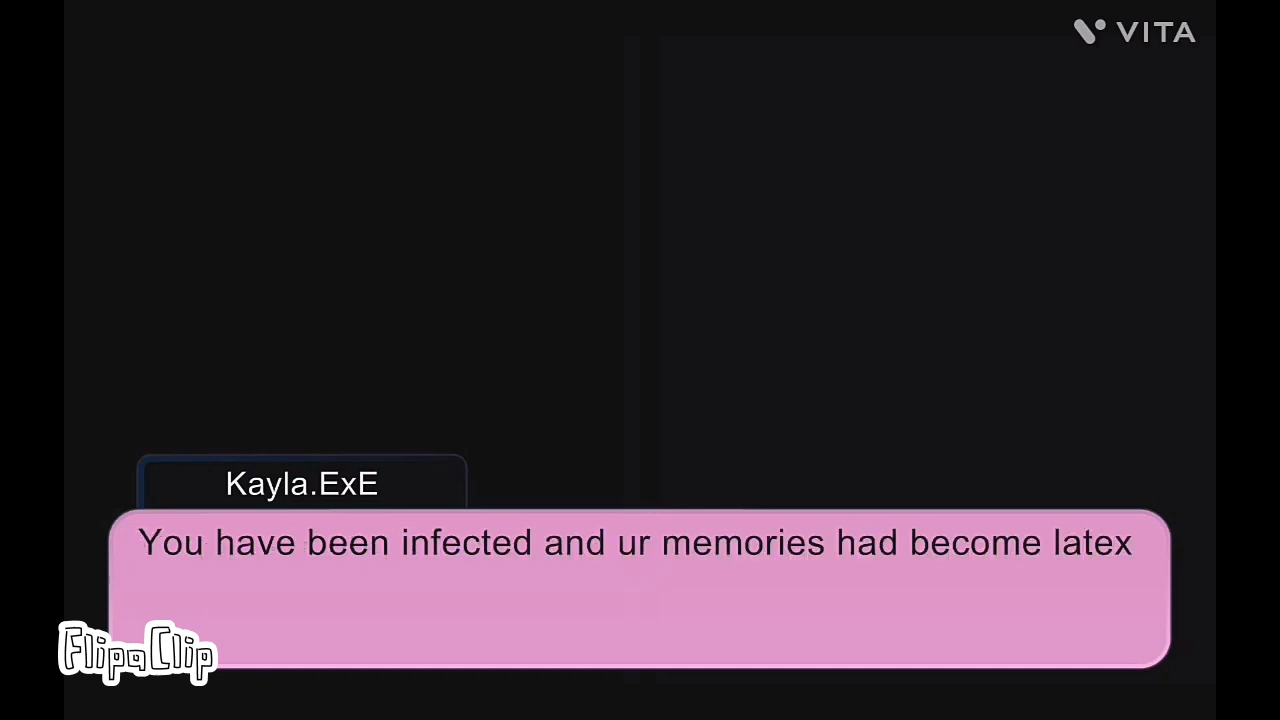 VITA
Kayla.ExE
You have been infected and ur memories had become latex
FlipaClip